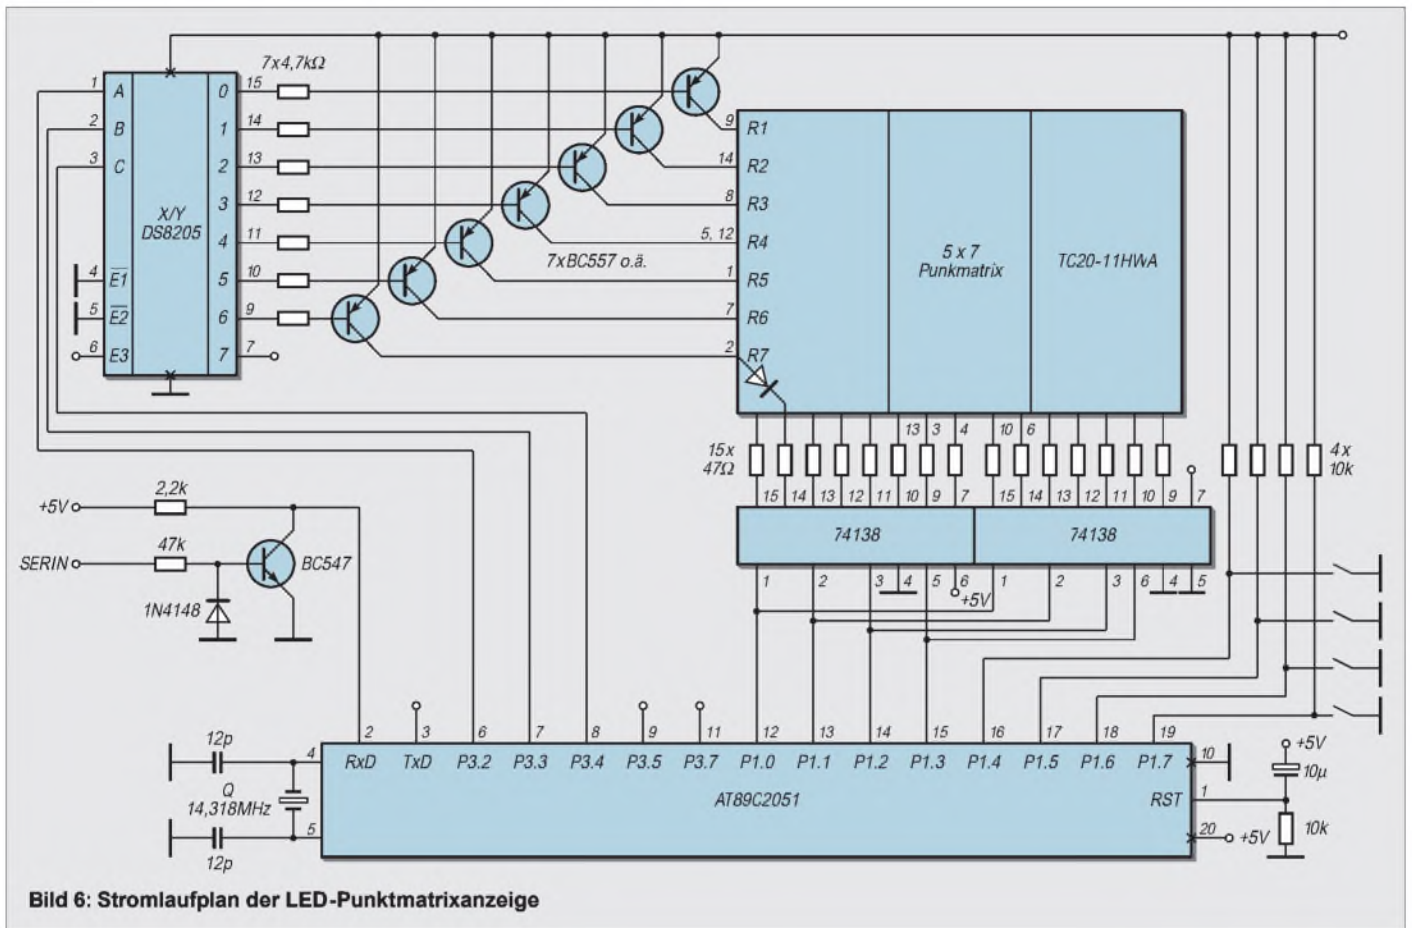 7x4,7kΩ
1 A 0 15
2 B 1 14
3 C 2 13
3 12
X/Y
DS8205
4 11
4 E1 5 10
5 E2 6 9
6 E3 7 7
7xBC557 o.ä.
9 R1
14 R2
8 R3
5, 12 R4
1 R5
7 R6
2 R7
5 x 7
Punkmatrix
TC20-11HWA
13 3 4 10 6
15x
47Ω
4x
10k
15 14 13 12 11 10 9 7 15 14 13 12 11 10 9 7
74138 74138
1 2 3 4 5 6 1 2 3 6 4 5
+5V
+5V
2,2k
SERIN
47k
BC547
1N4148
2 3 6 7 8 9 11 12 13 14 15 16 17 18 19
RxD TxD P3.2 P3.3 P3.4 P3.5 P3.7 P1.0 P1.1 P1.2 P1.3 P1.4 P1.5 P1.6 P1.7
12p
4
Q
14,318MHz
5
12p
AT89C2051
10
RST 1
20 +5V
+5V
10µ
10k
Bild 6: Stromlaufplan der LED-Punktmatrixanzeige